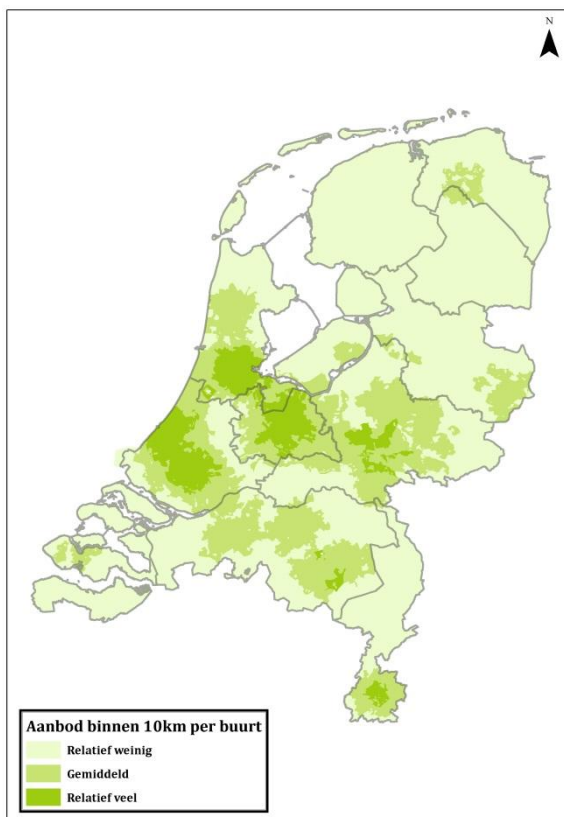 N
Aanbod binnen 10km per buurt
Relatief weinig
Gemiddeld
Relatief veel